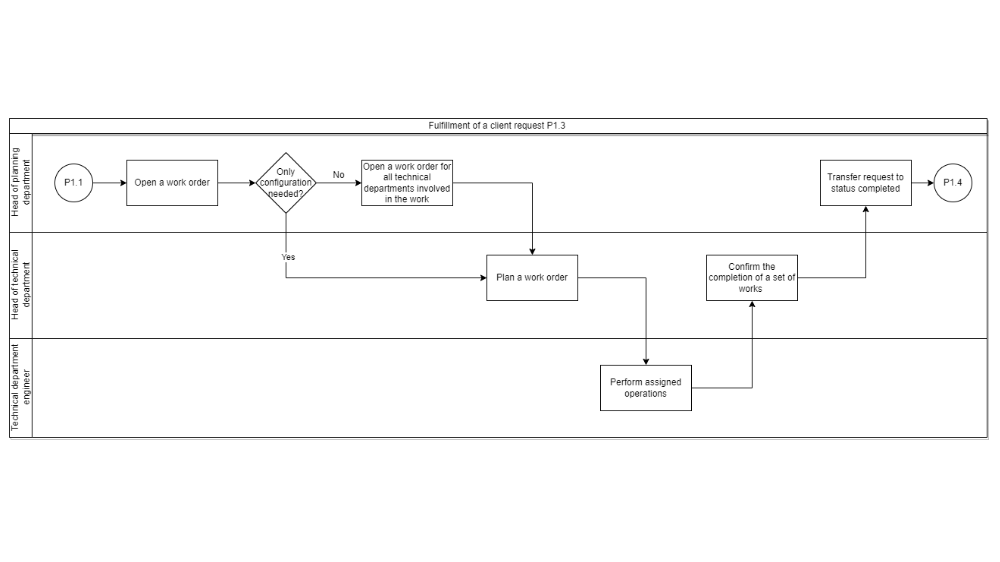 Fulfillment of a client request P1.3
Head of planning
department
P1.1
Open a work order
Only
configuration
needed?
No
Open a work order for
all technical
departments involved
in the work
Transfer request to
status completed
P1.4
Yes
Head of technical
department
Plan a work order
Confirm the
completion of a set of
works
Technical department
engineer
Perform assigned
operations